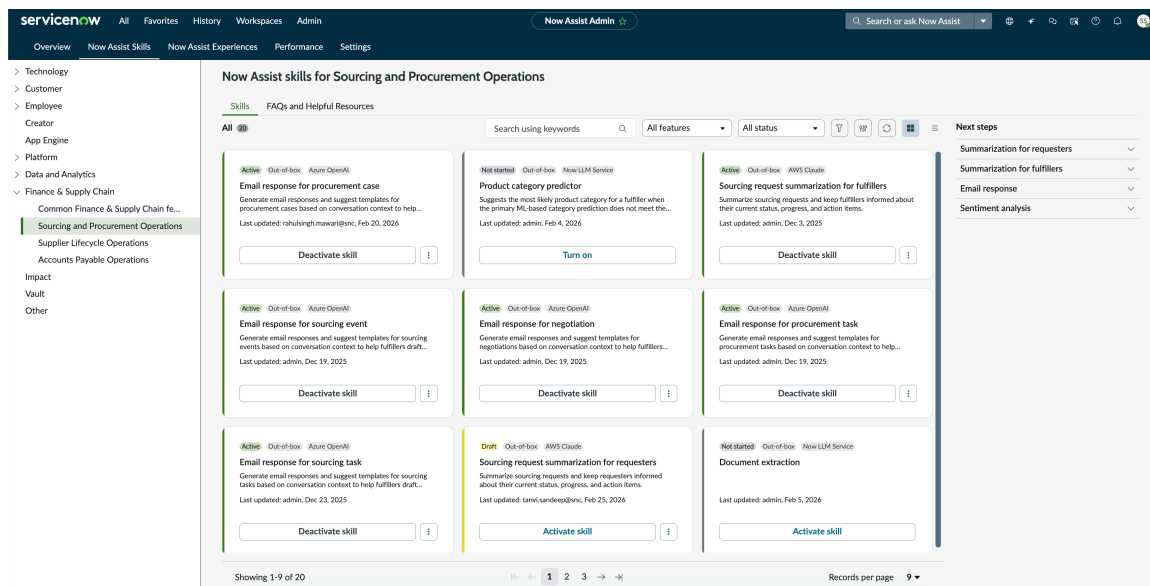 servicenow All Favorites History Workspaces Admin Now Assist Admin ☆ Search or ask Now Assist SS
Overview Now Assist Skills Now Assist Experiences Performance Settings
Technology
Customer
Employee
Creator
App Engine
Platform
Data and Analytics
Finance & Supply Chain
Common Finance & Supply Chain fe...
Sourcing and Procurement Operations
Supplier Lifecycle Operations
Accounts Payable Operations
Impact
Vault
Other
Now Assist skills for Sourcing and Procurement Operations
Skills FAQs and Helpful Resources
All 20 Search using keywords All features All status
Active Out-of-box Azure OpenAI
Email response for procurement case
Generate email responses and suggest templates for
procurement cases based on conversation context to help...
Last updated: rahulsingh.mawari@snc, Feb 20, 2026
Deactivate skill
Not started Out-of-box Now LLM Service
Product category predictor
Suggests the most likely product category for a fulfiller when
the primary ML-based category prediction does not meet the...
Last updated: admin, Feb 4, 2026
Turn on
Active Out-of-box AWS Claude
Sourcing request summarization for fulfillers
Summarize sourcing requests and keep fulfillers informed about
their current status, progress, and action items.
Last updated: admin, Dec 3, 2025
Deactivate skill
Active Out-of-box Azure OpenAI
Email response for sourcing event
Generate email responses and suggest templates for sourcing
events based on conversation context to help fulfillers draft...
Last updated: admin, Dec 19, 2025
Deactivate skill
Active Out-of-box Azure OpenAI
Email response for negotiation
Generate email responses and suggest templates for
negotiations based on conversation context to help fulfillers...
Last updated: admin, Dec 19, 2025
Deactivate skill
Active Out-of-box Azure OpenAI
Email response for procurement task
Generate email responses and suggest templates for
procurement tasks based on conversation context to help...
Last updated: admin, Dec 19, 2025
Deactivate skill
Active Out-of-box Azure OpenAI
Email response for sourcing task
Generate email responses and suggest templates for sourcing
tasks based on conversation context to help fulfillers draft...
Last updated: admin, Dec 23, 2025
Deactivate skill
Draft Out-of-box AWS Claude
Sourcing request summarization for requesters
Summarize sourcing requests and keep requesters informed
about their current status, progress, and action items.
Last updated: tanvi.sandeep@snc, Feb 25, 2026
Activate skill
Not started Out-of-box Now LLM Service
Document extraction
Last updated: admin, Feb 5, 2026
Activate skill
Showing 1-9 of 20 1 2 3 Records per page 9
Next steps
Summarization for requesters
Summarization for fulfillers
Email response
Sentiment analysis